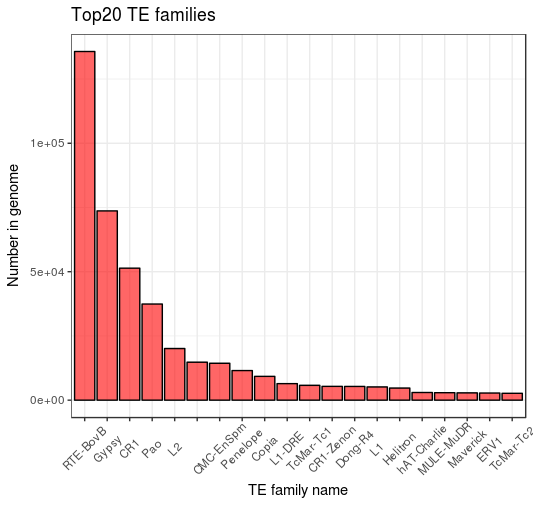 Top20 TE families
Number in genome
1e+05
5e+04
0e+00
RTE-BovB
Gypsy
CR1
Pao
L2
CMC-EnSpm
Penelope
Copia
L1-DRE
TcMar-Tc1
CR1-Zenon
Dong-R4
L1
Helitron
hAT-Charlie
MULE-MuDR
Maverick
ERV1
TcMar-Tc2
TE family name